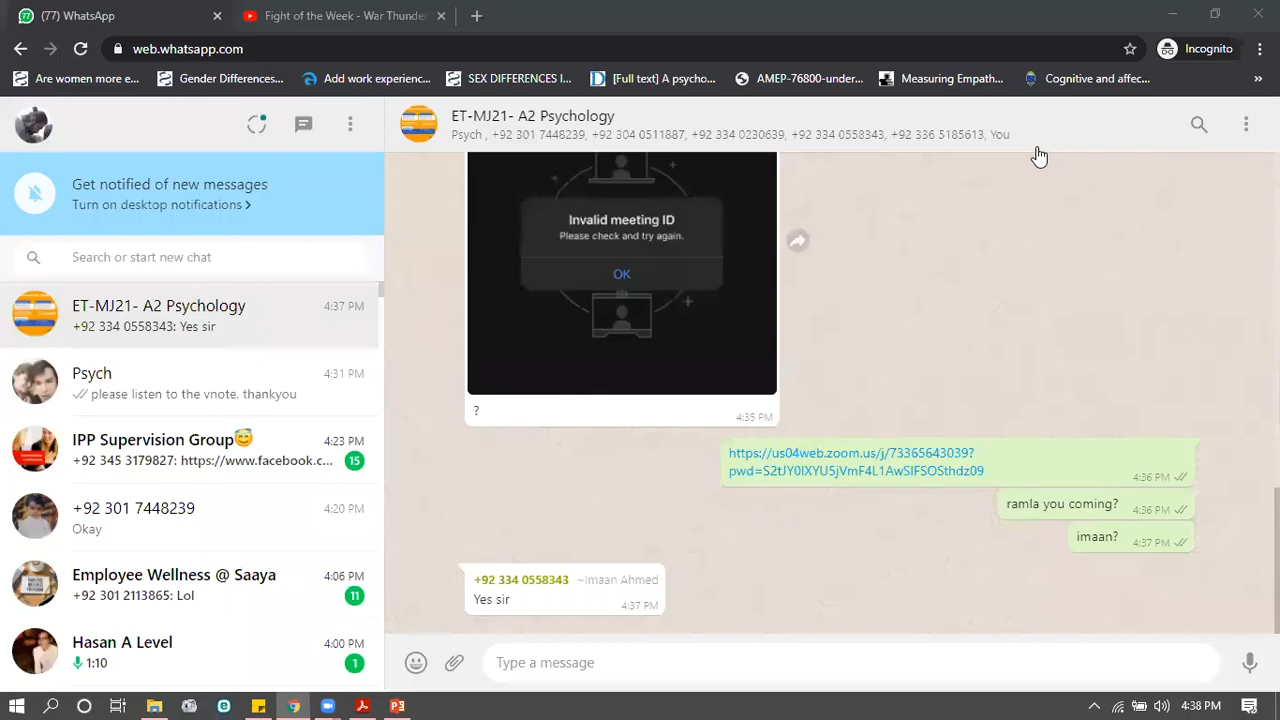 (77) WhatsApp
Fight of the Week - War Thunder
web.whatsapp.com
Incognito
Are women more e...
Gender Differences...
Add work experienc...
SEX DIFFERENCES I...
[Full text] A psycho...
AMEP-76800-under...
Measuring Empath...
Cognitive and affec...
»
Get notified of new messages
Turn on desktop notifications >
Search or start new chat
ET-MJ21- A2 Psychology 4:37 PM
+92 334 0558343: Yes sir
Psych 4:31 PM
please listen to the vnote, thankyou
IPP Supervision Group 4:23 PM
+92 345 3179827: https://www.facebook.c... 15
+92 301 7448239 4:20 PM
Okay
Employee Wellness @ Saaya 4:06 PM
+92 301 2113865: Lol 11
Hasan A Level 4:00 PM
1:10 1
ET-MJ21- A2 Psychology
Psych , +92 301 7448239, +92 304 0511887, +92 334 0230639, +92 334 0558343, +92 336 5185613, You
Invalid meeting ID
Please check and try again.
OK
?
4:35 PM
https://us04web.zoom.us/j/73365643039?
pwd=S2tJY0lXYU5jVmF4L1AwSlFSOSthdz09 4:36 PM
ramla you coming? 4:36 PM
imaan? 4:37 PM
+92 334 0558343 ~Imaan Ahmed
Yes sir 4:37 PM
Type a message
4:38 PM